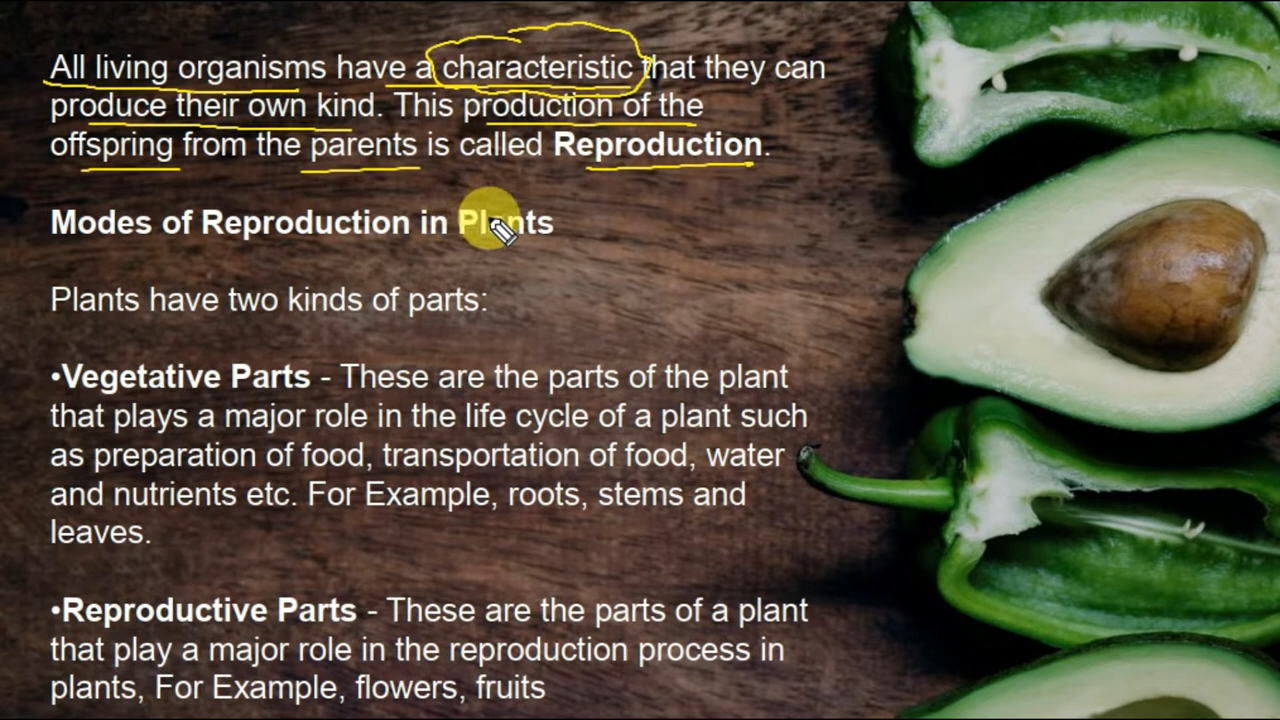 All living organisms have a characteristic that they can
produce their own kind. This production of the
offspring from the parents is called Reproduction.
Modes of Reproduction in Plants
Plants have two kinds of parts:
•Vegetative Parts - These are the parts of the plant
that plays a major role in the life cycle of a plant such
as preparation of food, transportation of food, water
and nutrients etc. For Example, roots, stems and
leaves.
•Reproductive Parts - These are the parts of a plant
that play a major role in the reproduction process in
plants, For Example, flowers, fruits